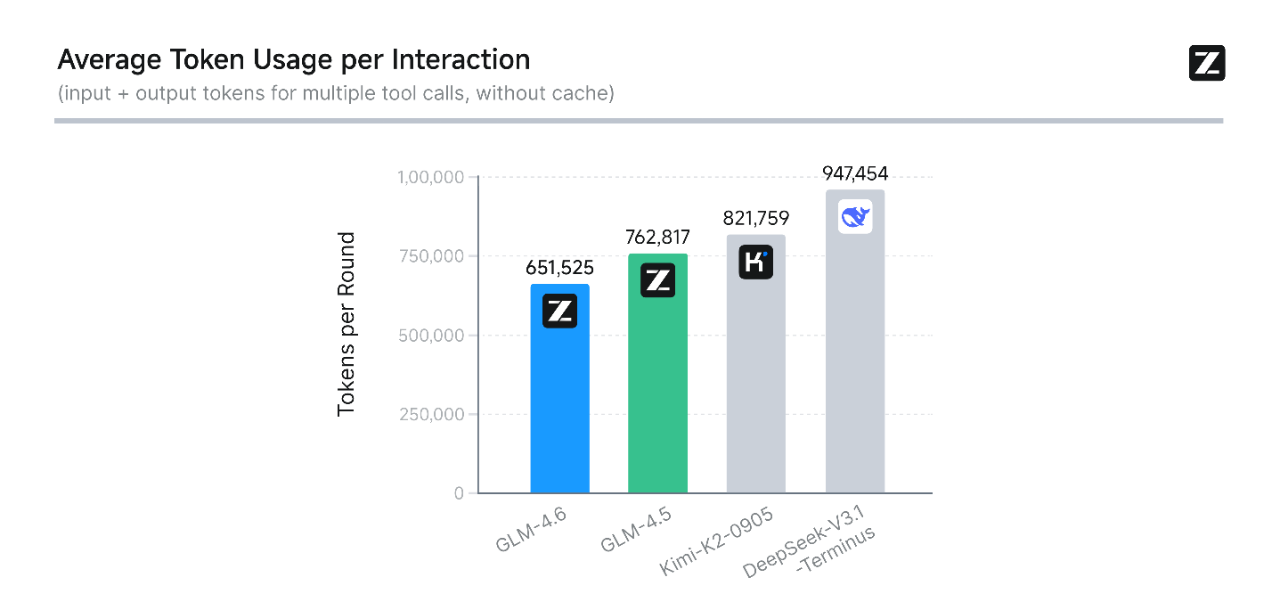 Average Token Usage per Interaction
(input + output tokens for multiple tool calls, without cache)
Tokens per Round
1,00,000
750,000
500,000
250,000
0
651,525
762,817
821,759
947,454
GLM-4.6
GLM-4.5
Kimi-K2-0905
DeepSeek-V3.1
-Terminus